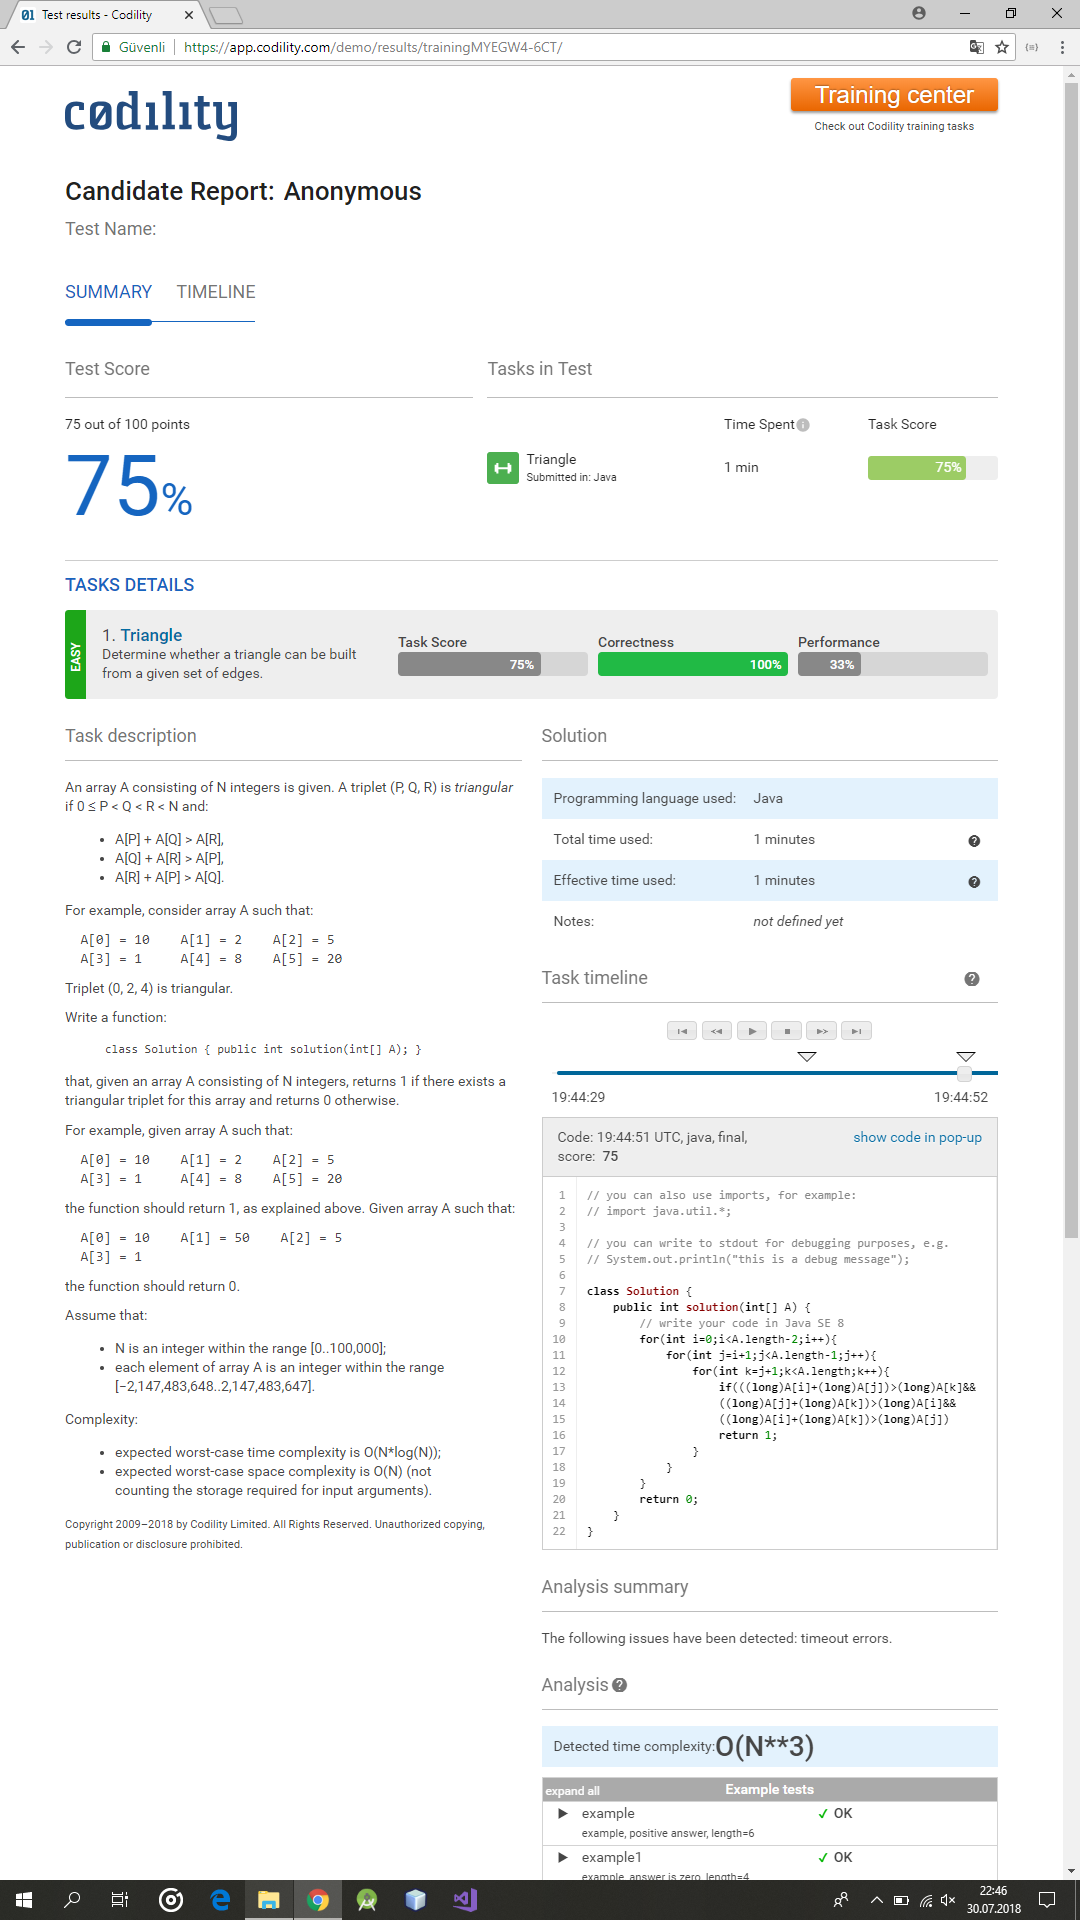 Test results - Codility
Güvenli
https://app.codility.com/demo/results/trainingMYEGW4-6CT/
cødılıty
Training center
Check out Codility training tasks
Candidate Report: Anonymous
Test Name:
SUMMARY TIMELINE
Test Score
Tasks in Test
75 out of 100 points
Time Spent
Task Score
75%
Triangle
Submitted in: Java
1 min
75%
TASKS DETAILS
EASY
1. Triangle
Determine whether a triangle can be built
from a given set of edges.
Task Score
75%
Correctness
100%
Performance
33%
Task description
An array A consisting of N integers is given. A triplet (P, Q, R) is triangular
if 0 ≤ P < Q < R < N and:
• A[P] + A[Q] > A[R],
• A[Q] + A[R] > A[P],
• A[R] + A[P] > A[Q].
For example, consider array A such that:
A[0] = 10 A[1] = 2 A[2] = 5
A[3] = 1 A[4] = 8 A[5] = 20
Triplet (0, 2, 4) is triangular.
Write a function:
class Solution { public int solution(int[] A); }
that, given an array A consisting of N integers, returns 1 if there exists a
triangular triplet for this array and returns 0 otherwise.
For example, given array A such that:
A[0] = 10 A[1] = 2 A[2] = 5
A[3] = 1 A[4] = 8 A[5] = 20
the function should return 1, as explained above. Given array A such that:
A[0] = 10 A[1] = 50 A[2] = 5
A[3] = 1
the function should return 0.
Assume that:
• N is an integer within the range [0..100,000];
• each element of array A is an integer within the range
[−2,147,483,648..2,147,483,647].
Complexity:
• expected worst-case time complexity is O(N*log(N));
• expected worst-case space complexity is O(N) (not
counting the storage required for input arguments).
Copyright 2009–2018 by Codility Limited. All Rights Reserved. Unauthorized copying,
publication or disclosure prohibited.
Solution
Programming language used: Java
Total time used: 1 minutes
Effective time used: 1 minutes
Notes: not defined yet
Task timeline
19:44:29
19:44:52
Code: 19:44:51 UTC, java, final,
score: 75
show code in pop-up
1 // you can also use imports, for example:
2 // import java.util.*;
3
4 // you can write to stdout for debugging purposes, e.g.
5 // System.out.println("this is a debug message");
6
7 class Solution {
8 public int solution(int[] A) {
9 // write your code in Java SE 8
10 for(int i=0;i<A.length-2;i++){
11 for(int j=i+1;j<A.length-1;j++){
12 for(int k=j+1;k<A.length;k++){
13 if(((long)A[i]+(long)A[j])>(long)A[k]&&
14 ((long)A[j]+(long)A[k])>(long)A[i]&&
15 ((long)A[i]+(long)A[k])>(long)A[j])
16 return 1;
17 }
18 }
19 }
20 return 0;
21 }
22 }
Analysis summary
The following issues have been detected: timeout errors.
Analysis
Detected time complexity: O(N**3)
expand all
Example tests
example
✓ OK
example, positive answer, length=6
example1
✓ OK
example, answer is zero, length=4
22:46
30.07.2018